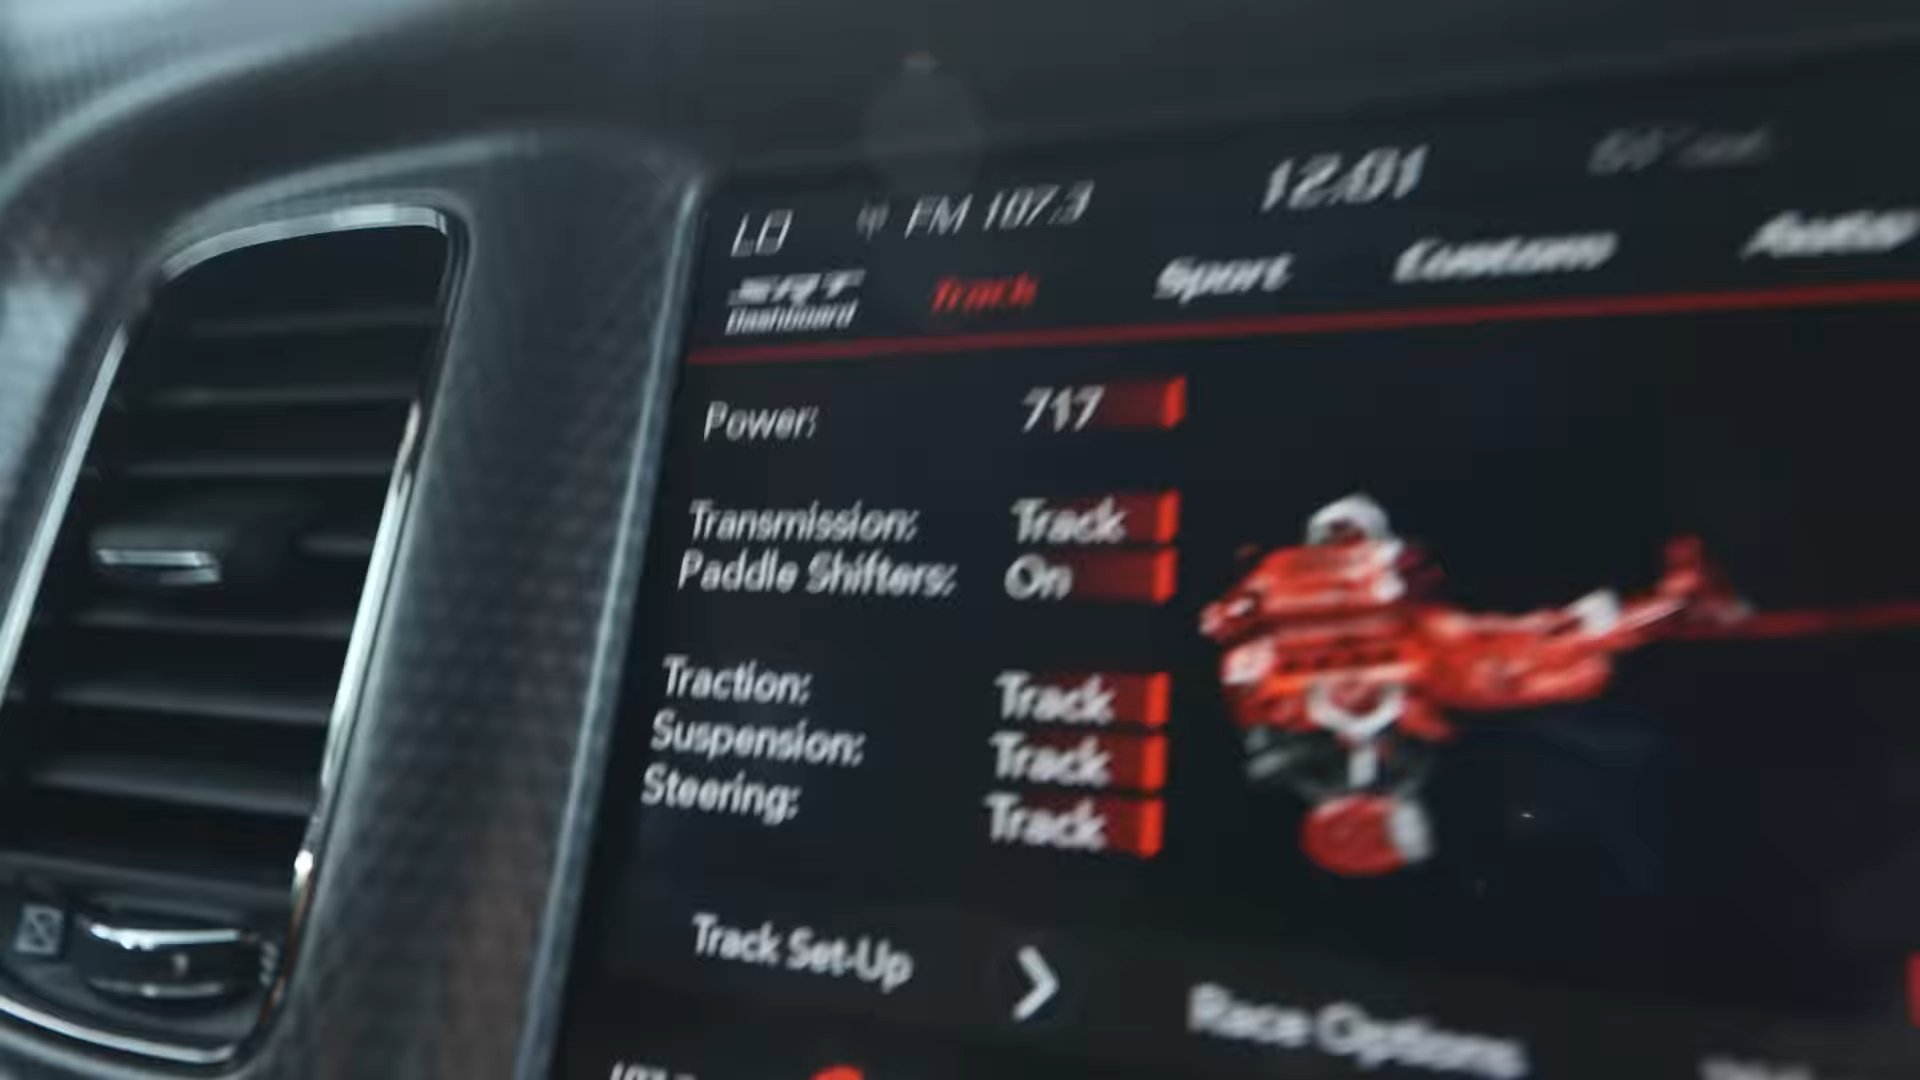 LO FM 107.3 12:01
SRT Dashboard Track Sport Custom
Power: 717
Transmission: Track
Paddle Shifters: On
Traction: Track
Suspension: Track
Steering: Track
Track Set-Up
Race Options